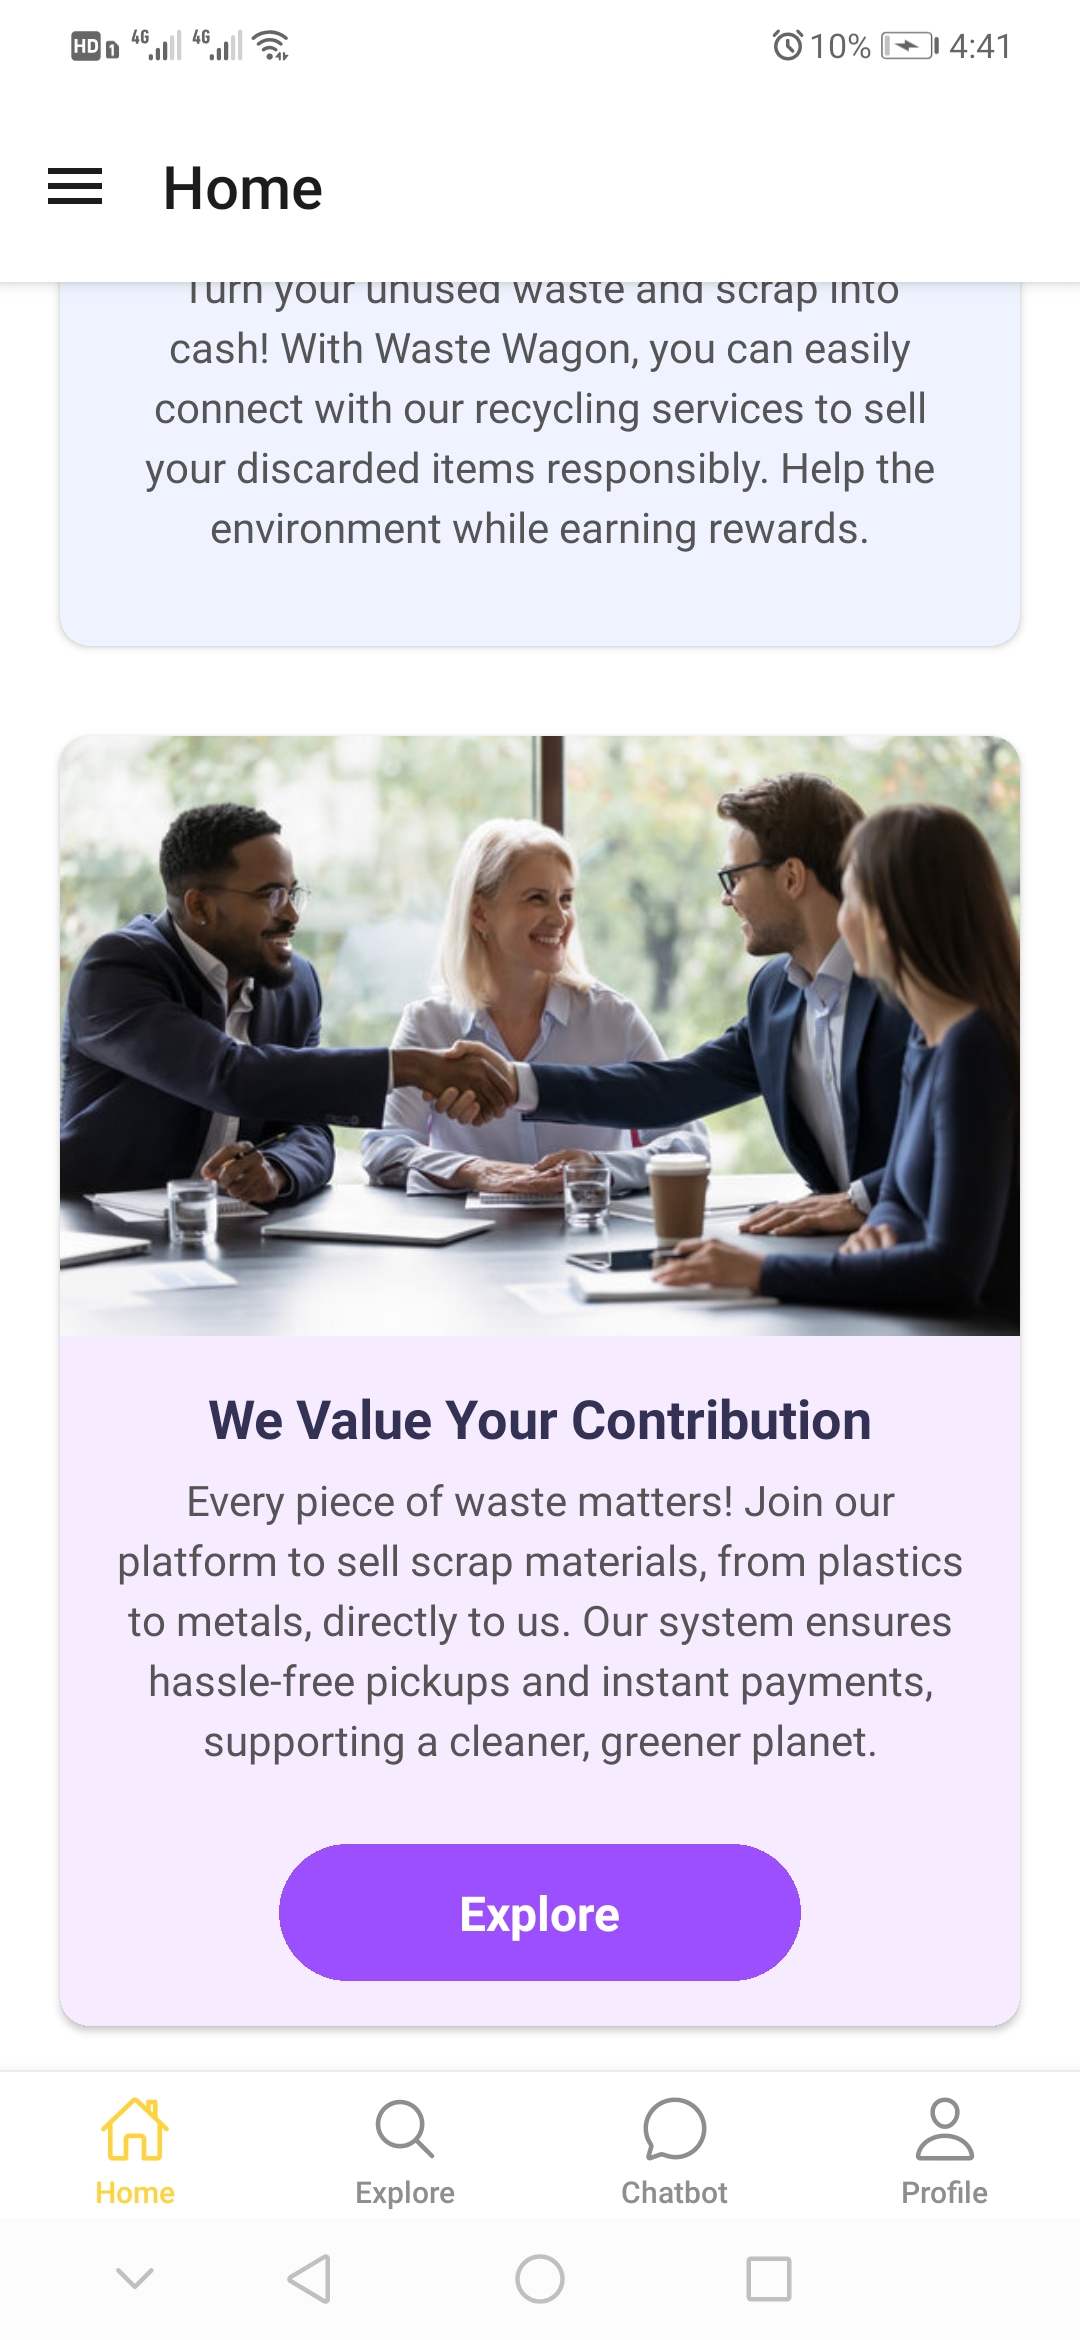 HD 1 4G 4G 10% 4:41
Home
Turn your unused waste and scrap into
cash! With Waste Wagon, you can easily
connect with our recycling services to sell
your discarded items responsibly. Help the
environment while earning rewards.
We Value Your Contribution
Every piece of waste matters! Join our
platform to sell scrap materials, from plastics
to metals, directly to us. Our system ensures
hassle-free pickups and instant payments,
supporting a cleaner, greener planet.
Explore
Home Explore Chatbot Profile